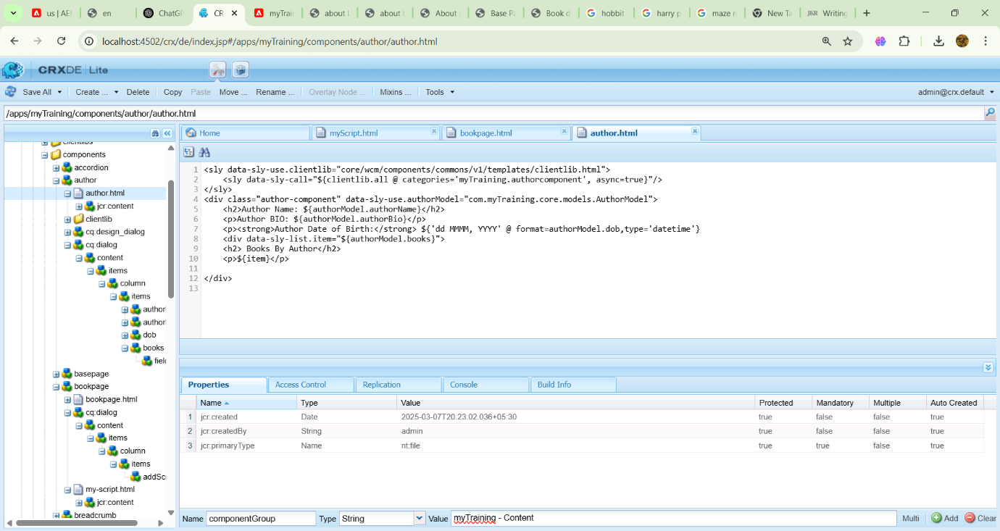 us | AE
en
ChatGP
CR
myTrain
about
about
About
Base P
Book d
hobbit
harry p
maze r
New Ta
JKR Writing
localhost:4502/crx/de/index.jsp#/apps/myTraining/components/author/author.html
CRXDE | Lite
Save All Create ... Delete Copy Paste Move ... Rename ... Overlay Node ... Mixins ... Tools admin@crx.default
/apps/myTraining/components/author/author.html
clientlibs
components
accordion
author
author.html
jcr:content
clientlib
cq:design_dialog
cq:dialog
content
items
column
items
author
author
dob
books
field
basepage
bookpage
bookpage.html
cq:dialog
content
items
column
items
addScr
my-script.html
jcr:content
breadcrumb
Home myScript.html bookpage.html author.html
1 <sly data-sly-use.clientlib="core/wcm/components/commons/v1/templates/clientlib.html">
2 <sly data-sly-call="${clientlib.all @ categories='myTraining.authorcomponent', async=true}"/>
3 </sly>
4 <div class="author-component" data-sly-use.authorModel="com.myTraining.core.models.AuthorModel">
5 <h2>Author Name: ${authorModel.authorName}</h2>
6 <p>Author BIO: ${authorModel.authorBio}</p>
7 <p><strong>Author Date of Birth:</strong> ${'dd MMMM, YYYY' @ format=authorModel.dob,type='datetime'}
8 <div data-sly-list.item="${authorModel.books}">
9 <h2> Books By Author</h2>
10 <p>${item}</p>
11
12 </div>
13
Properties Access Control Replication Console Build Info
Name Type Value Protected Mandatory Multiple Auto Created
1 jcr:created Date 2025-03-07T20:23:02.036+05:30 true false false true
2 jcr:createdBy String admin true false false true
3 jcr:primaryType Name nt:file true true false true
Name componentGroup Type String Value myTraining - Content Multi Add Clear